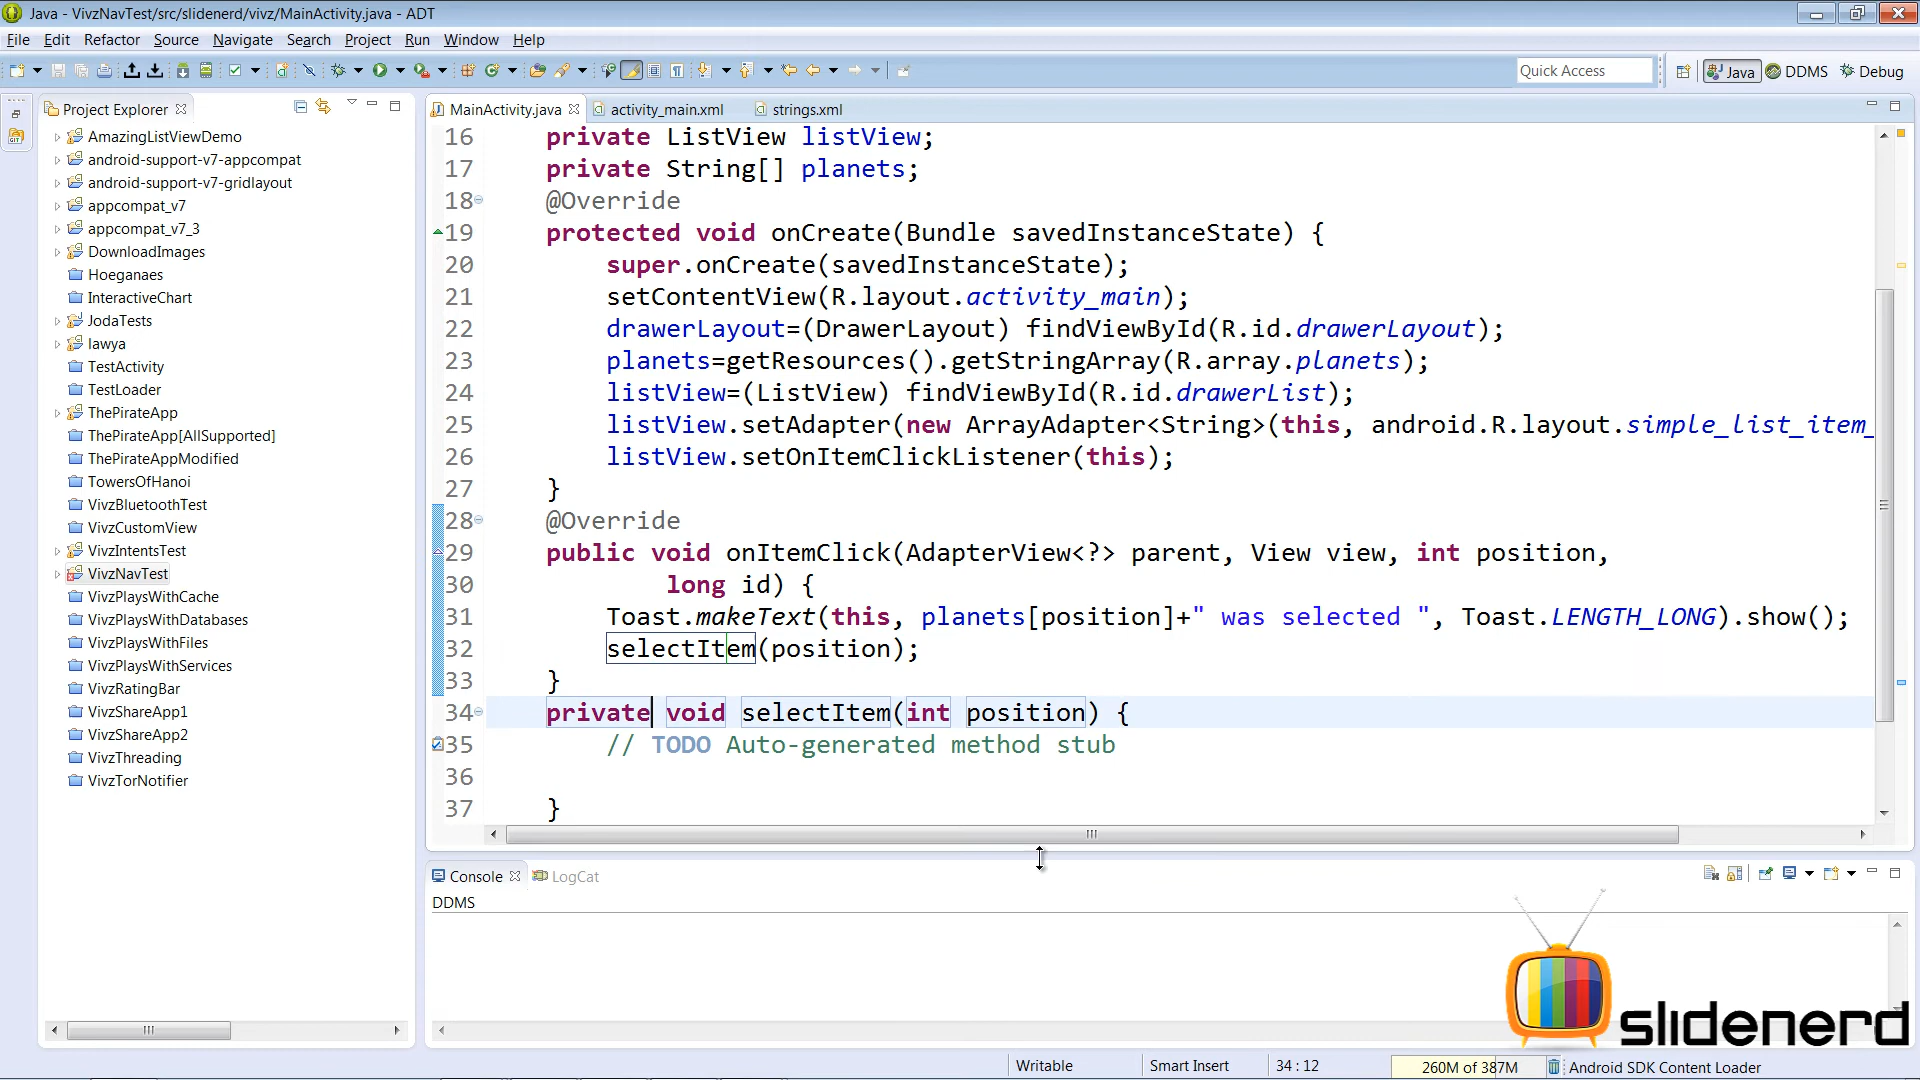 Java - VivzNavTest/src/slidenerd/vivz/MainActivity.java - ADT
File Edit Refactor Source Navigate Search Project Run Window Help
Quick Access Java DDMS Debug
Project Explorer
AmazingListViewDemo
android-support-v7-appcompat
android-support-v7-gridlayout
appcompat_v7
appcompat_v7_3
DownloadImages
Hoeganaes
InteractiveChart
JodaTests
lawya
TestActivity
TestLoader
ThePirateApp
ThePirateApp[AllSupported]
ThePirateAppModified
TowersOfHanoi
VivzBluetoothTest
VivzCustomView
VivzIntentsTest
VivzNavTest
VivzPlaysWithCache
VivzPlaysWithDatabases
VivzPlaysWithFiles
VivzPlaysWithServices
VivzRatingBar
VivzShareApp1
VivzShareApp2
VivzThreading
VivzTorNotifier
MainActivity.java activity_main.xml strings.xml
16 private ListView listView;
17 private String[] planets;
18 @Override
19 protected void onCreate(Bundle savedInstanceState) {
20 super.onCreate(savedInstanceState);
21 setContentView(R.layout.activity_main);
22 drawerLayout=(DrawerLayout) findViewById(R.id.drawerLayout);
23 planets=getResources().getStringArray(R.array.planets);
24 listView=(ListView) findViewById(R.id.drawerList);
25 listView.setAdapter(new ArrayAdapter<String>(this, android.R.layout.simple_list_item_
26 listView.setOnItemClickListener(this);
27 }
28 @Override
29 public void onItemClick(AdapterView<?> parent, View view, int position,
30 long id) {
31 Toast.makeText(this, planets[position]+" was selected ", Toast.LENGTH_LONG).show();
32 selectItem(position);
33 }
34 private void selectItem(int position) {
35 // TODO Auto-generated method stub
36
37 }
Console LogCat
DDMS
slidenerd
Writable Smart Insert 34 : 12 260M of 387M Android SDK Content Loader